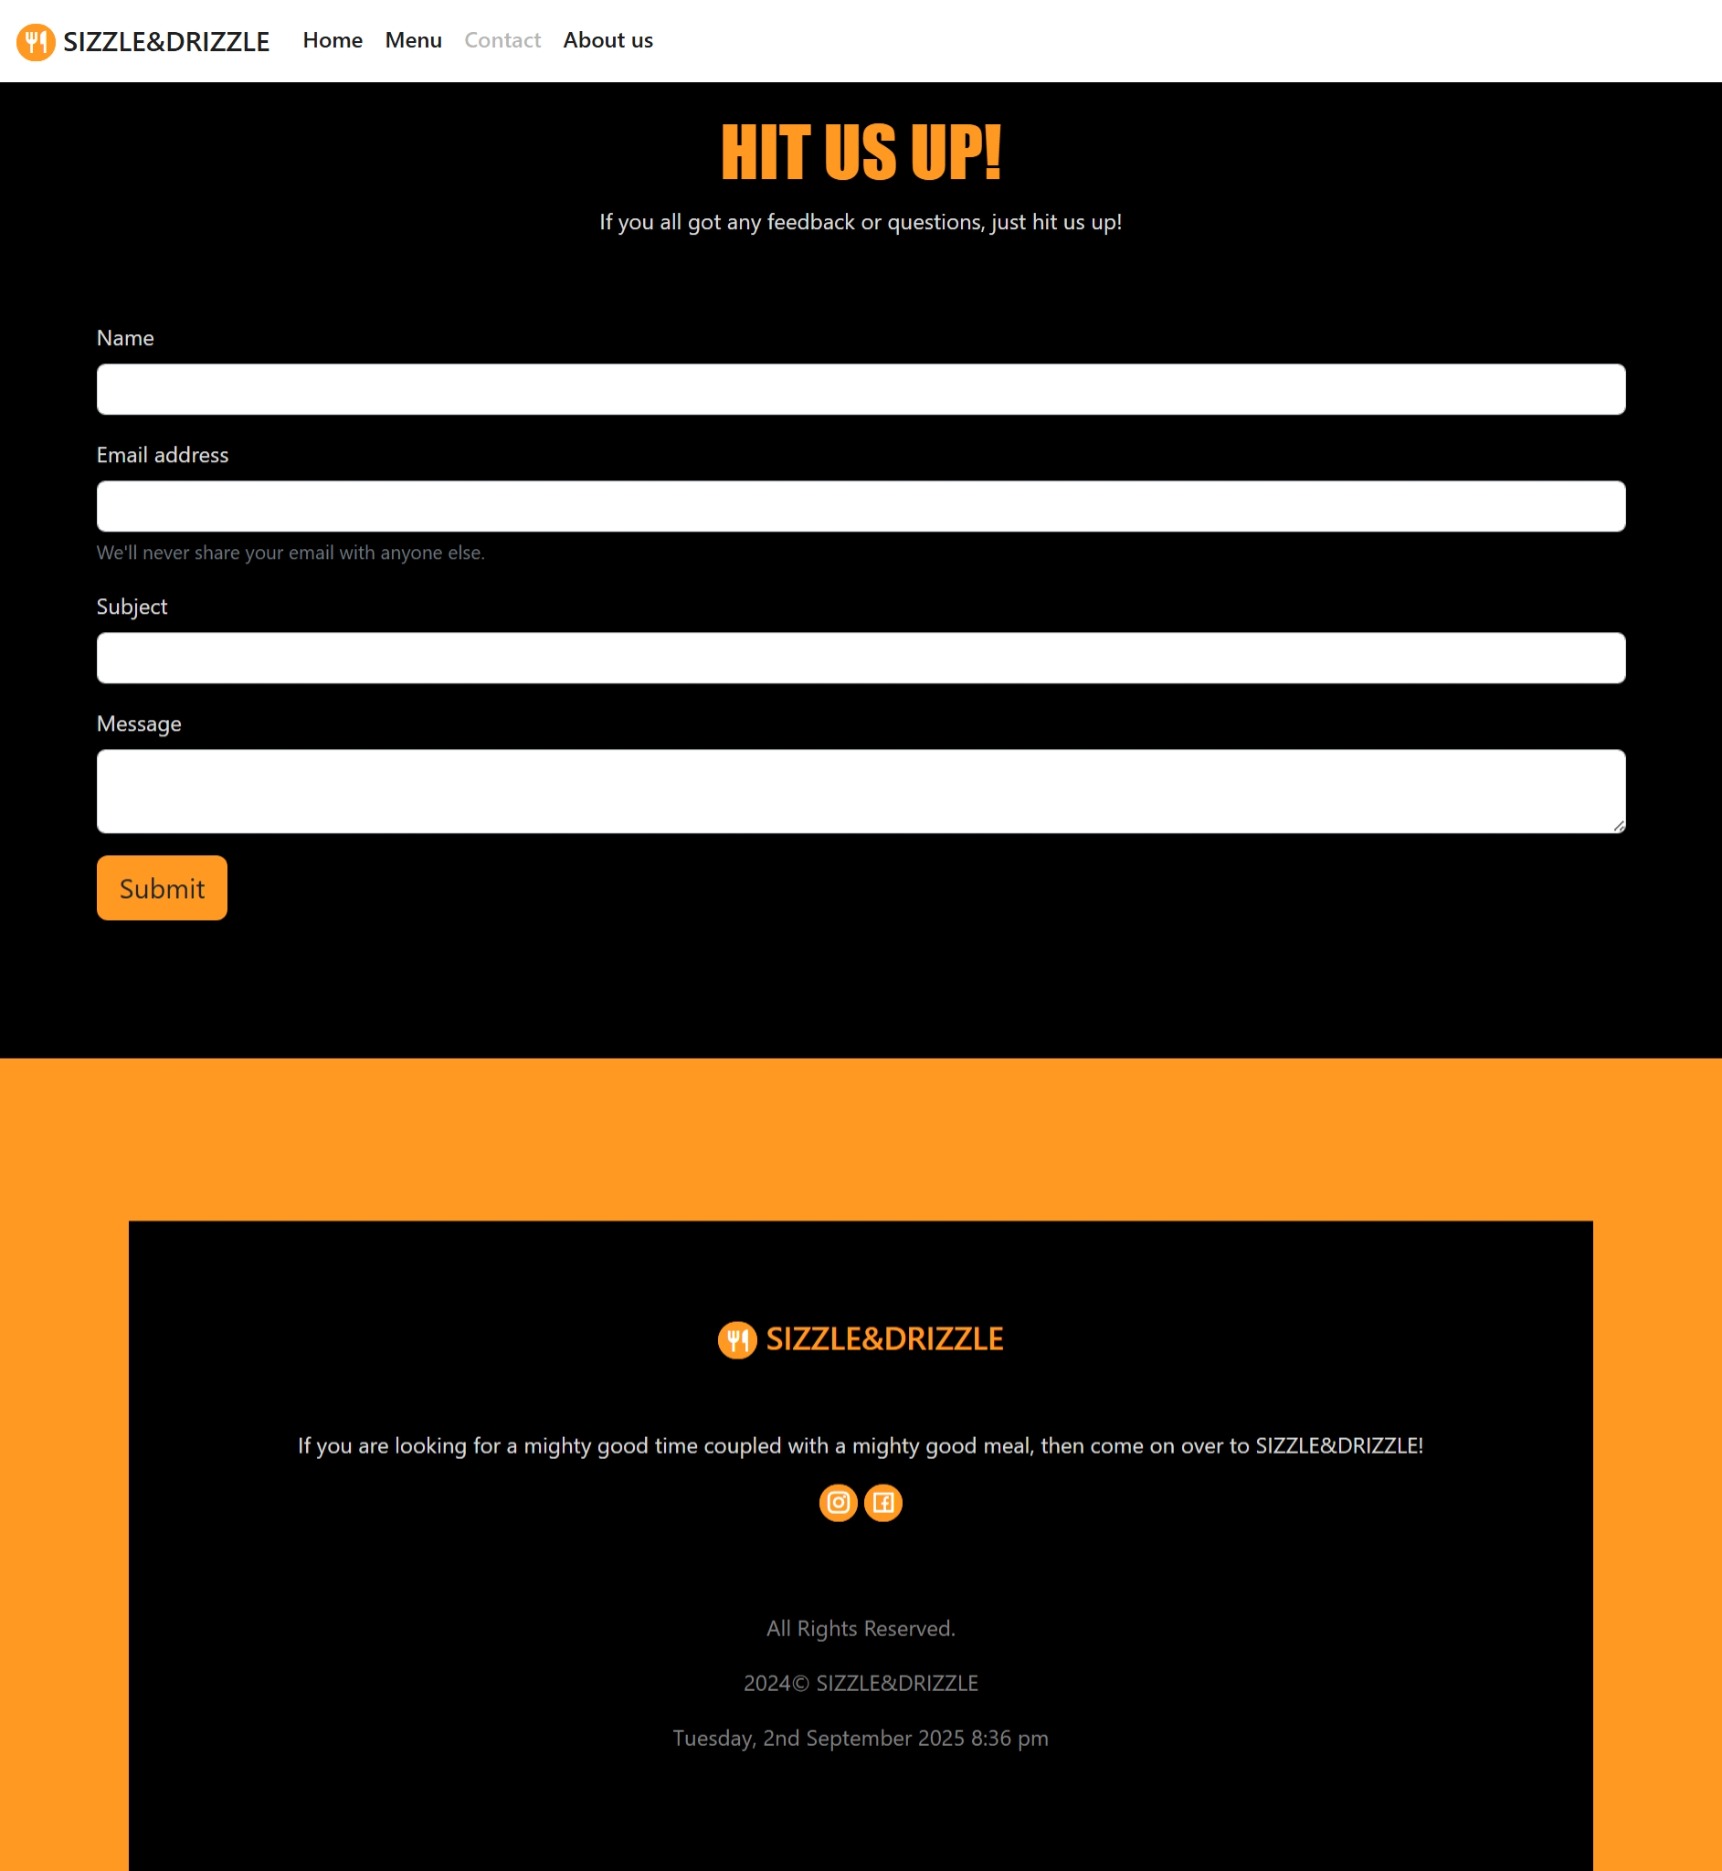 SIZZLE&DRIZZLE Home Menu Contact About us
HIT US UP!
If you all got any feedback or questions, just hit us up!
Name
Email address
We'll never share your email with anyone else.
Subject
Message
Submit
SIZZLE&DRIZZLE
If you are looking for a mighty good time coupled with a mighty good meal, then come on over to SIZZLE&DRIZZLE!
All Rights Reserved.
2024© SIZZLE&DRIZZLE
Tuesday, 2nd September 2025 8:36 pm